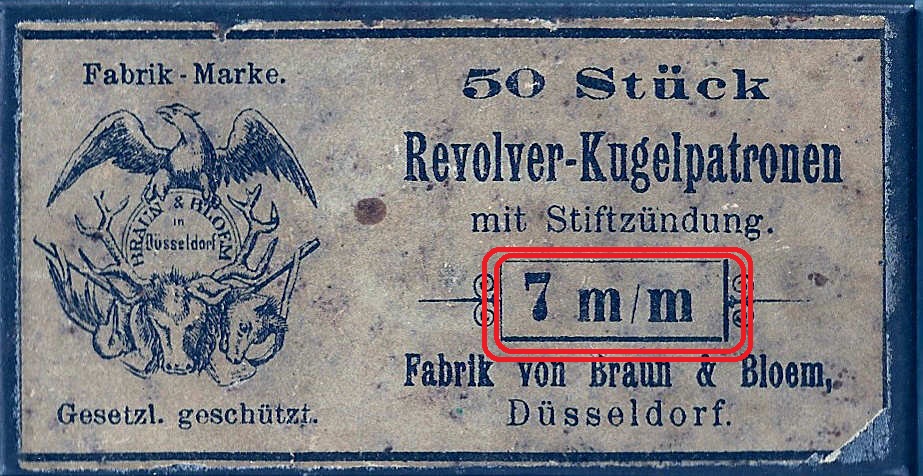 Fabrik-Marke.
BRAUN & BLOEM
in
Düsseldorf
Gesetzl. geschützt.
50 Stück
Revolver-Kugelpatronen
mit Stiftzündung.
7 m/m
Fabrik von Braun & Bloem,
Düsseldorf.